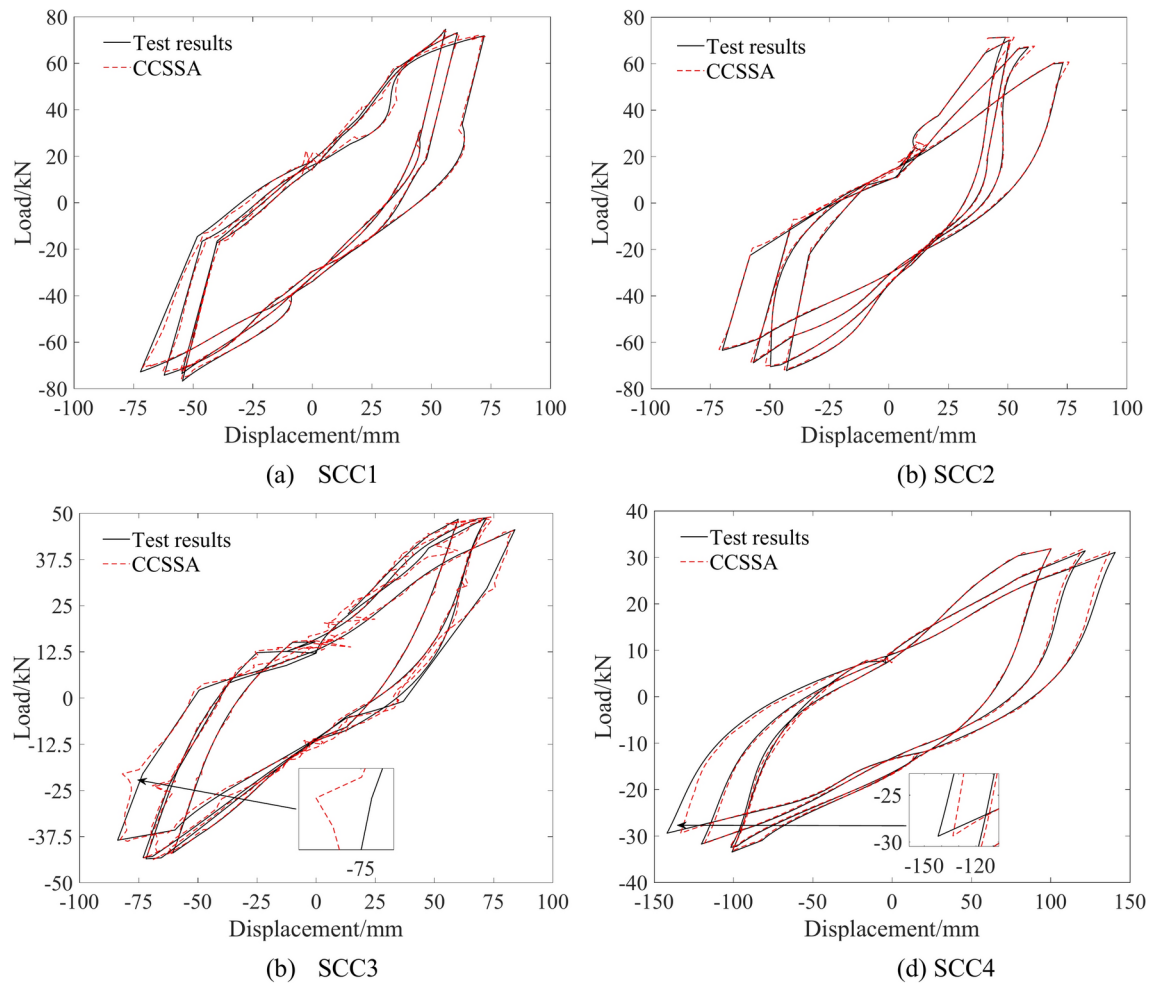 80
60
40
20
0
-20
-40
-60
-80
Load/kN
Test results
CCSSA
-100 -75 -50 -25 0 25 50 75 100
Displacement/mm
(a) SCC1
80
60
40
20
0
-20
-40
-60
-80
Load/kN
Test results
CCSSA
-100 -75 -50 -25 0 25 50 75 100
Displacement/mm
(b) SCC2
50
37.5
25
12.5
0
-12.5
-25
-37.5
-50
Load/kN
Test results
CCSSA
-75
-100 -75 -50 -25 0 25 50 75 100
Displacement/mm
(b) SCC3
40
30
20
10
0
-10
-20
-30
-40
Load/kN
Test results
CCSSA
-25
-30
-150 -120
-150 -100 -50 0 50 100 150
Displacement/mm
(d) SCC4